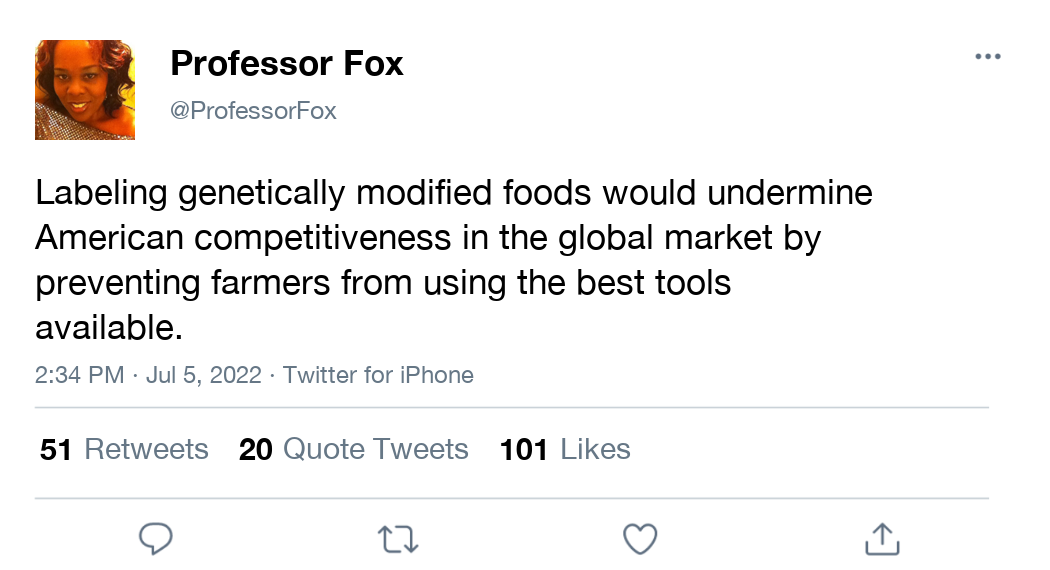 Professor Fox
@ProfessorFox
Labeling genetically modified foods would undermine
American competitiveness in the global market by
preventing farmers from using the best tools
available.
2:34 PM · Jul 5, 2022 · Twitter for iPhone
51 Retweets 20 Quote Tweets 101 Likes